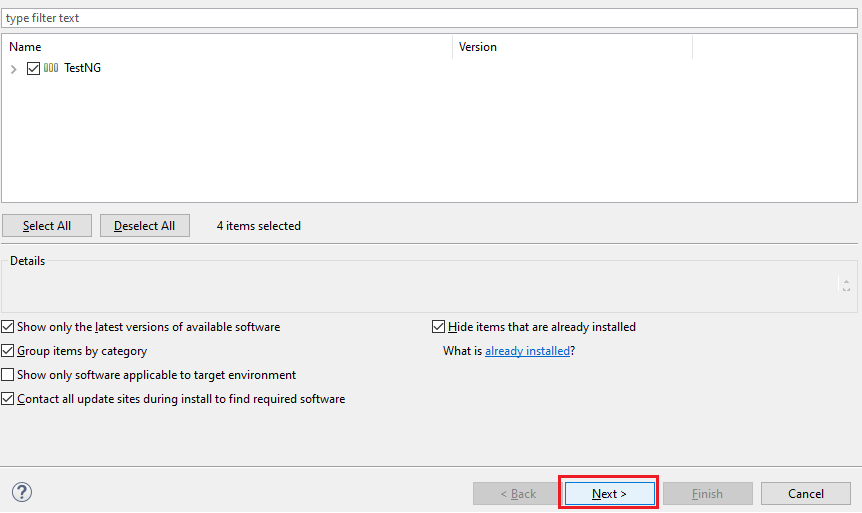 type filter text
Name Version
TestNG
Select All Deselect All 4 items selected
Details
Show only the latest versions of available software Hide items that are already installed
Group items by category What is already installed?
Show only software applicable to target environment
Contact all update sites during install to find required software
? < Back Next > Finish Cancel